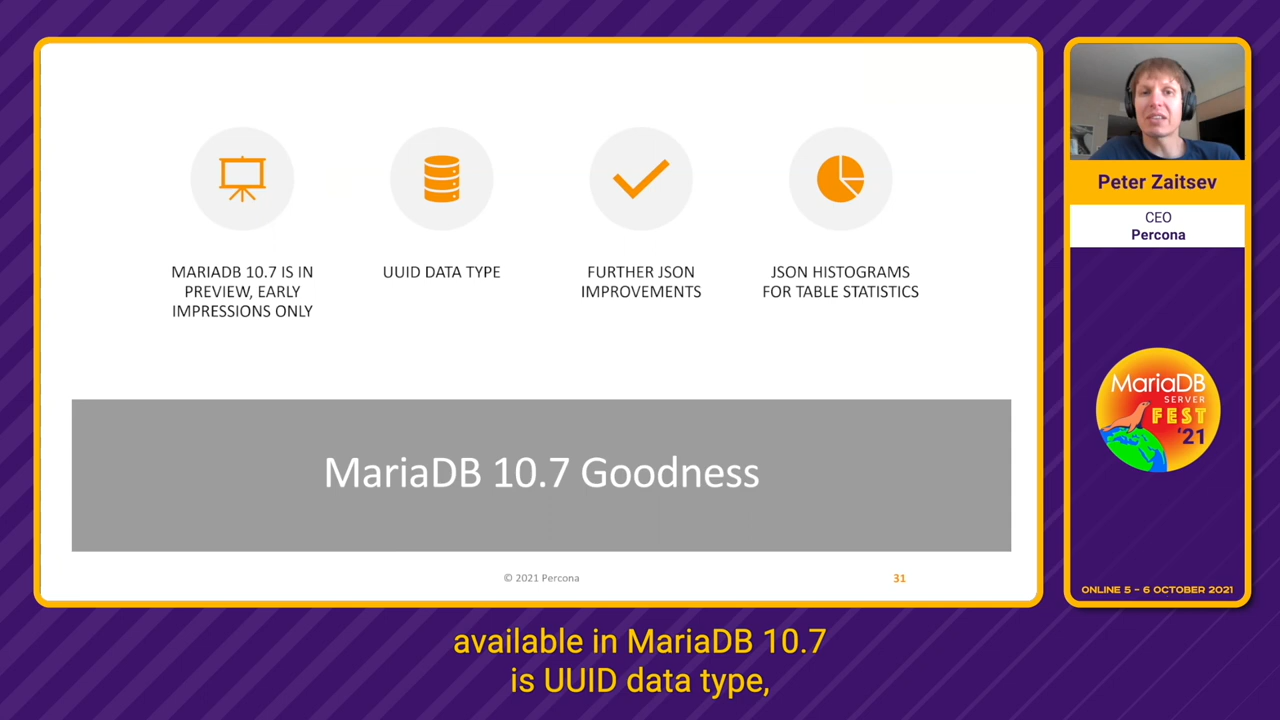 MARIADB 10.7 IS IN
PREVIEW, EARLY
IMPRESSIONS ONLY
UUID DATA TYPE
FURTHER JSON
IMPROVEMENTS
JSON HISTOGRAMS
FOR TABLE STATISTICS
MariaDB 10.7 Goodness
© 2021 Percona
31
Peter Zaitsev
CEO
Percona
MariaDB
SERVER
FEST
'21
ONLINE 5 – 6 OCTOBER 2021
available in MariaDB 10.7
is UUID data type,